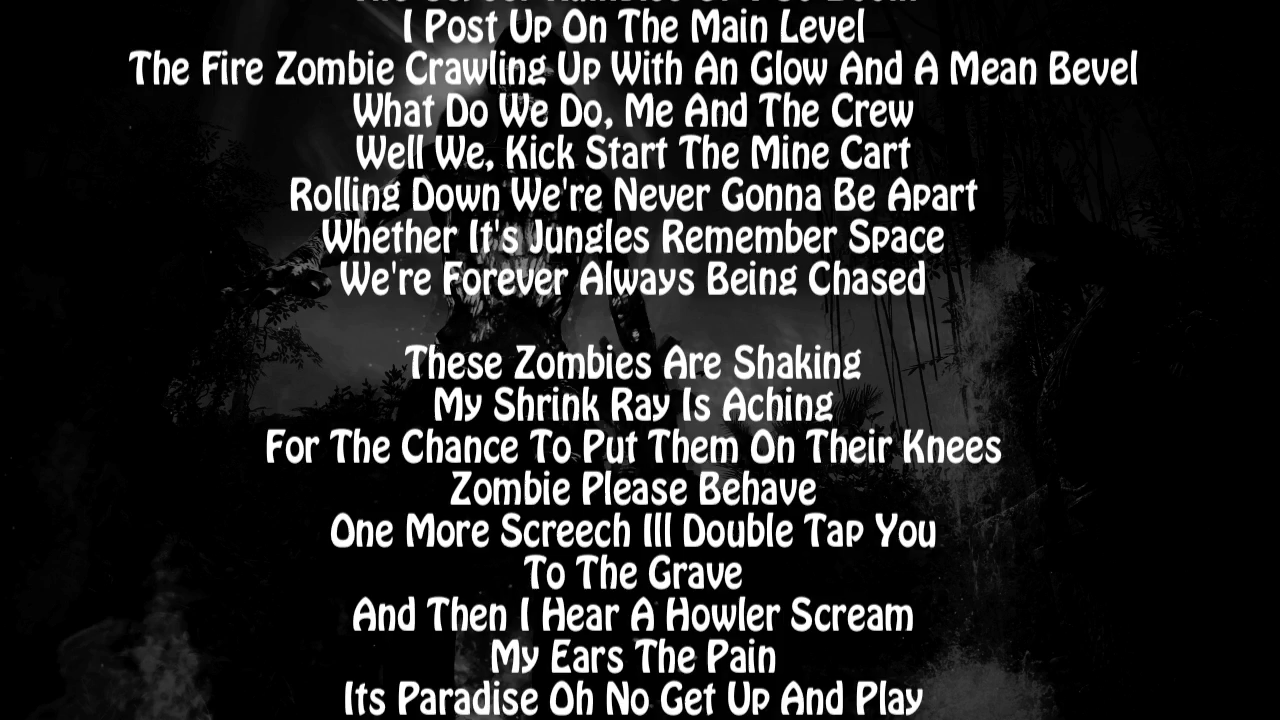 I Post Up On The Main Level
The Fire Zombie Crawling Up With An Glow And A Mean Bevel
What Do We Do, Me And The Crew
Well We, Kick Start The Mine Cart
Rolling Down We're Never Gonna Be Apart
Whether It's Jungles Remember Space
We're Forever Always Being Chased
These Zombies Are Shaking
My Shrink Ray Is Aching
For The Chance To Put Them On Their Knees
Zombie Please Behave
One More Screech Ill Double Tap You
To The Grave
And Then I Hear A Howler Scream
My Ears The Pain
Its Paradise Oh No Get Up And Play